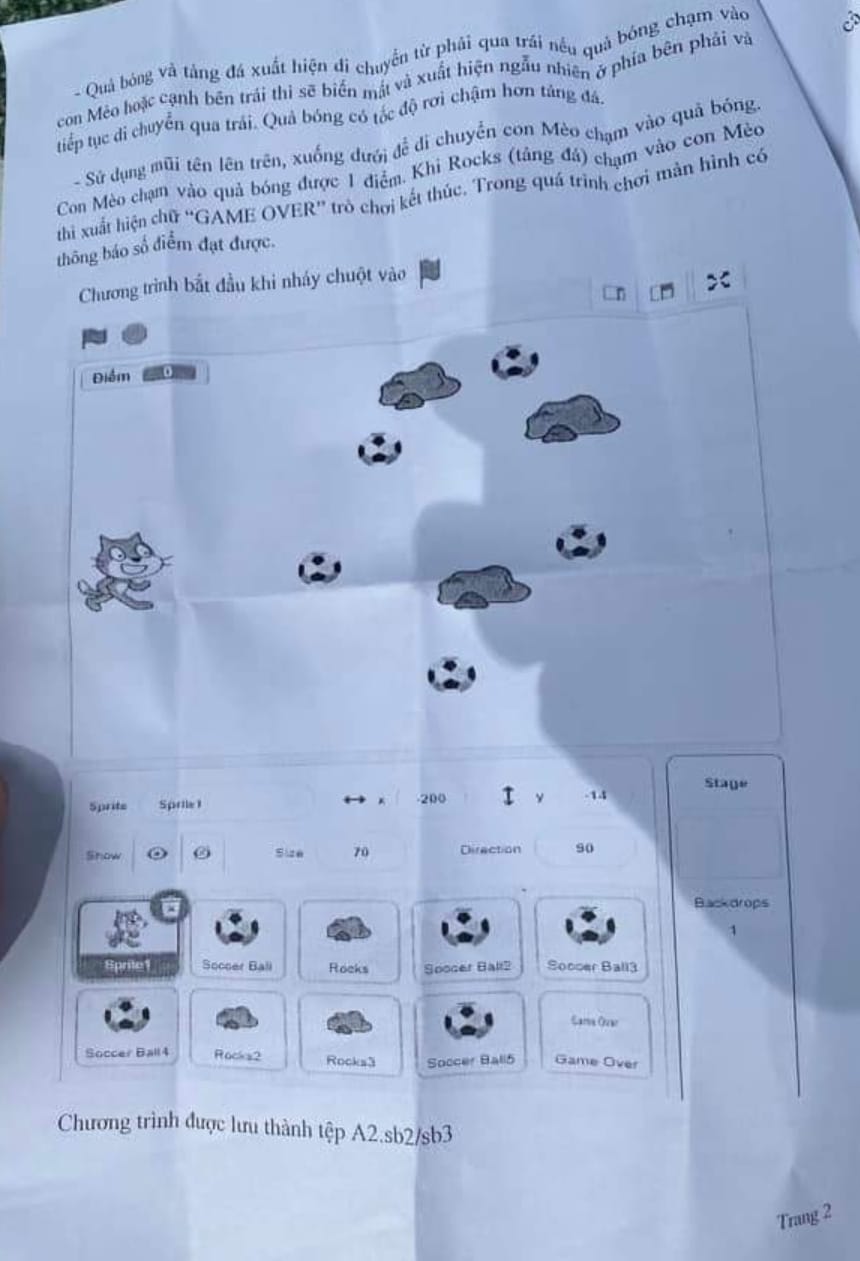 - Quả bóng và tảng đá xuất hiện di chuyển từ phải qua trái nếu quả bóng chạm vào
con Mèo hoặc cạnh bên trái thì sẽ biến mất và xuất hiện ngẫu nhiên ở phía bên phải và
tiếp tục di chuyển qua trái. Quả bóng có tốc độ rơi chậm hơn tảng đá.
- Sử dụng mũi tên lên trên, xuống dưới để di chuyển con Mèo chạm vào quả bóng.
Con Mèo chạm vào quả bóng được 1 điểm. Khi Rocks (tảng đá) chạm vào con Mèo
thì xuất hiện chữ "GAME OVER" trò chơi kết thúc. Trong quá trình chơi màn hình có
thông báo số điểm đạt được.
Chương trình bắt đầu khi nháy chuột vào
Điểm 0
Sprite Sprite1 x -200 y -14
Stage
Show Size 70 Direction 90
Backdrops
1
Sprite1 Soccer Ball Rocks Soccer Ball2 Soccer Ball3
Game Over
Soccer Ball4 Rocks2 Rocks3 Soccer Ball5 Game Over
Chương trình được lưu thành tệp A2.sb2/sb3
Trang 2